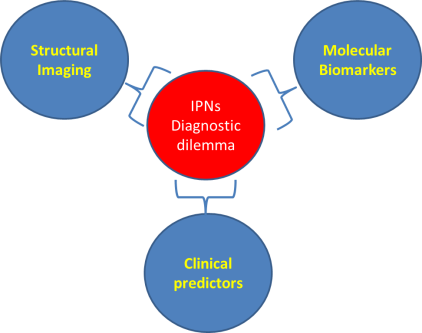 Structural
Imaging
Molecular
Biomarkers
IPNs
Diagnostic
dilemma
Clinical
predictors